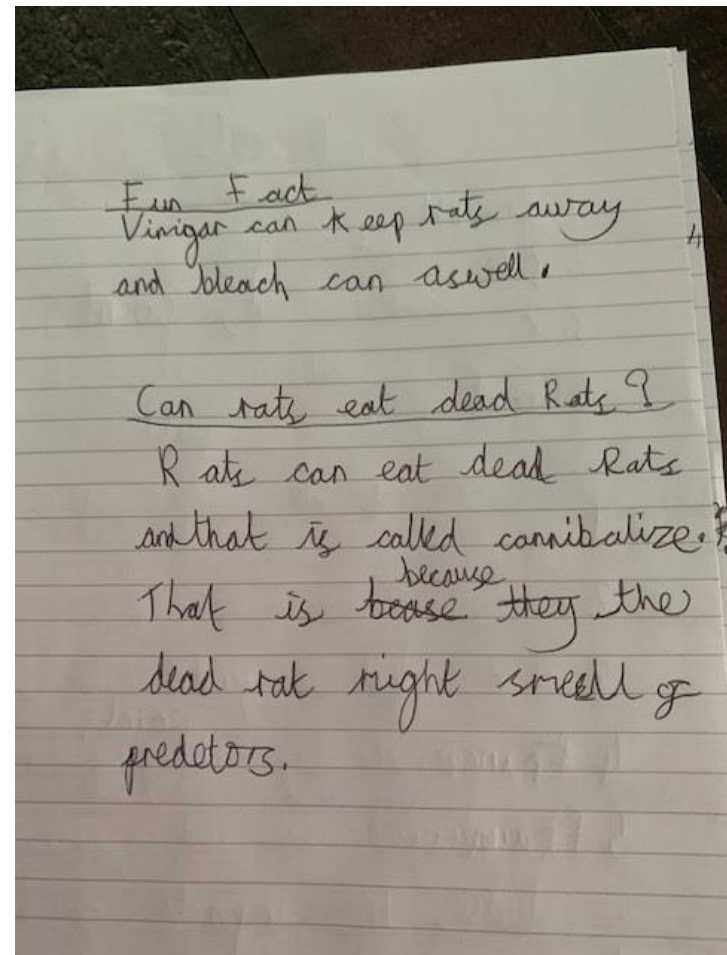 Fun Fact
Vinigar can keep rats away
and bleach can aswell.
Can rats eat dead Rats?
Rats can eat dead Rats
and that is called cannibalize.
because
That is bcause they the
dead rat might smell of
predetors.